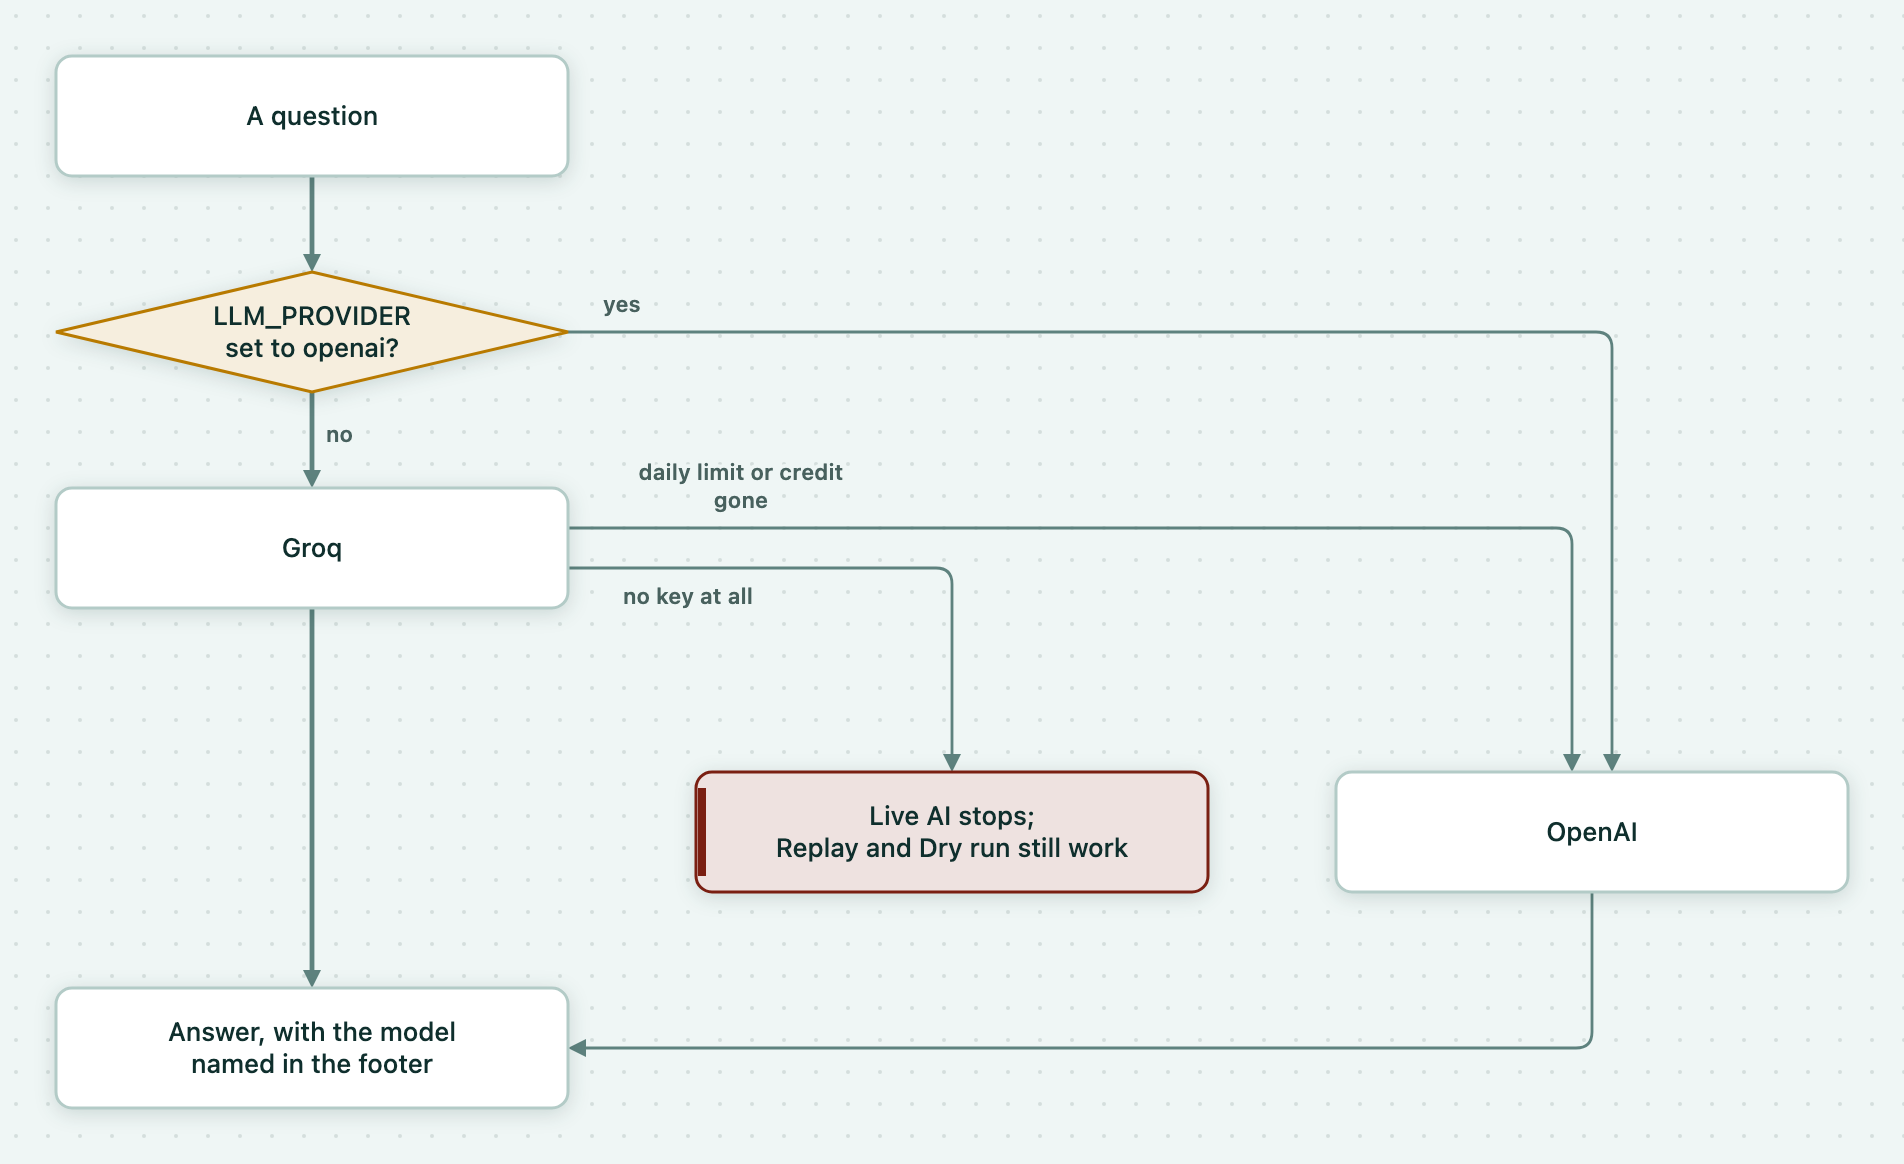 A question
LLM_PROVIDER
set to openai?
yes
no
daily limit or credit
gone
Groq
no key at all
Live AI stops;
Replay and Dry run still work
OpenAI
Answer, with the model
named in the footer